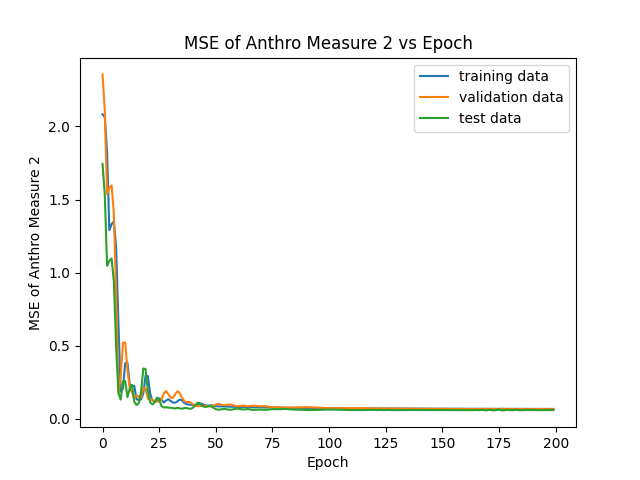 MSE of Anthro Measure 2 vs Epoch
training data
validation data
test data
MSE of Anthro Measure 2
2.0
1.5
1.0
0.5
0.0
0
25
50
75
100
125
150
175
200
Epoch